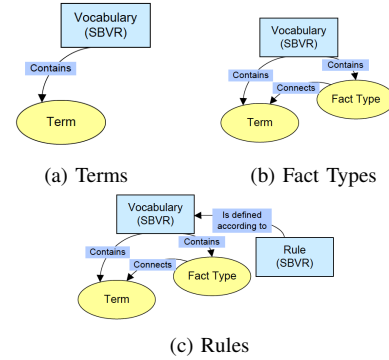 Vocabulary
(SBVR)
Contains
Term
(a) Terms
Vocabulary
(SBVR)
Contains
Connects
Fact Type
Term
(b) Fact Types
Vocabulary
(SBVR)
Is defined
according to
Contains
Contains
Connects
Rule
(SBVR)
Fact Type
Term
(c) Rules